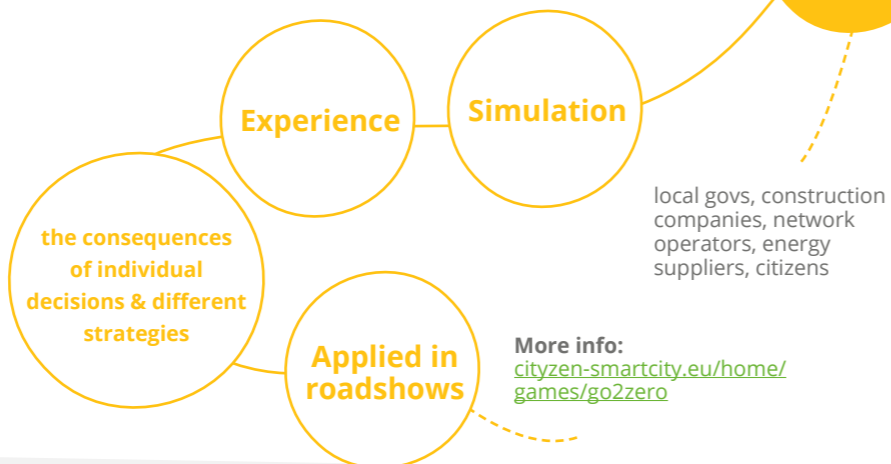 Simulation
Experience
the consequences
of individual
decisions & different
strategies
Applied in
roadshows
local govs, construction
companies, network
operators, energy
suppliers, citizens
More info:
cityzen-smartcity.eu/home/
games/go2zero